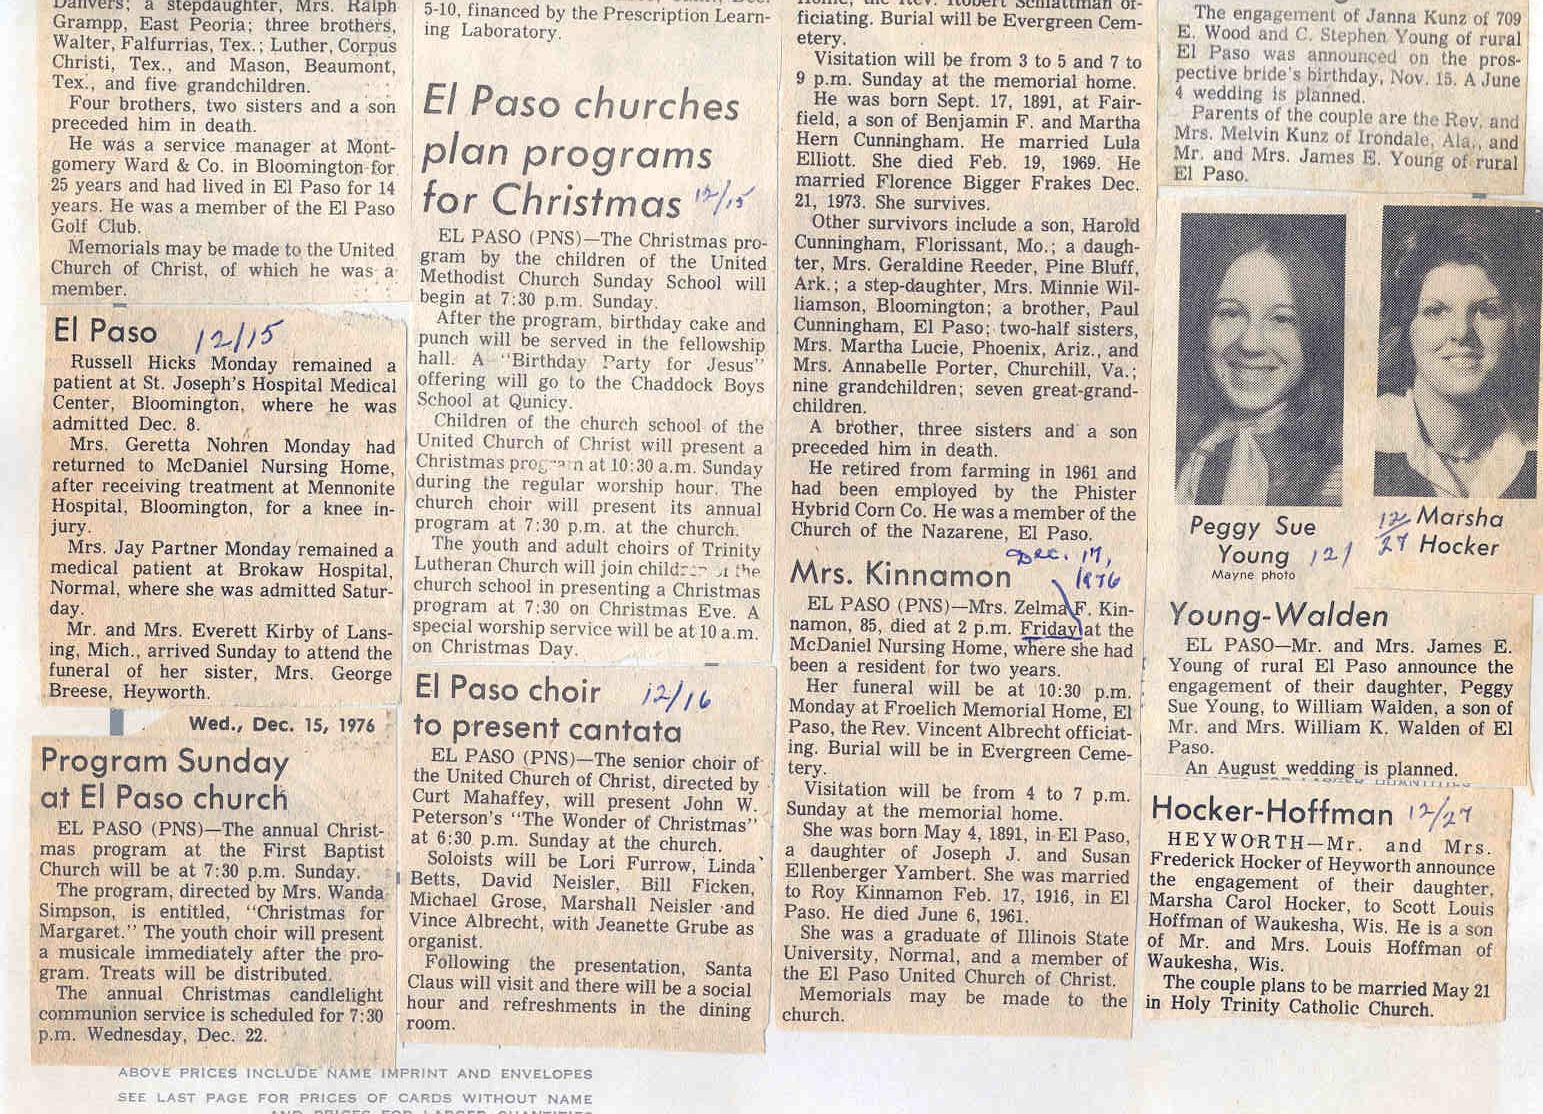 Danvers; a stepdaughter, Mrs. Ralph
Grampp, East Peoria; three brothers,
Walter, Falfurrias, Tex.; Luther, Corpus
Christi, Tex., and Mason, Beaumont,
Tex., and five grandchildren.
Four brothers, two sisters and a son
preceded him in death.
He was a service manager at Mont-
gomery Ward & Co. in Bloomington for
25 years and had lived in El Paso for 14
years. He was a member of the El Paso
Golf Club.
Memorials may be made to the United
Church of Christ, of which he was a
member.
El Paso 12/15
Russell Hicks Monday remained a
patient at St. Joseph's Hospital Medical
Center, Bloomington, where he was
admitted Dec. 8.
Mrs. Geretta Nohren Monday had
returned to McDaniel Nursing Home,
after receiving treatment at Mennonite
Hospital, Bloomington, for a knee in-
jury.
Mrs. Jay Partner Monday remained a
medical patient at Brokaw Hospital,
Normal, where she was admitted Satur-
day.
Mr. and Mrs. Everett Kirby of Lans-
ing, Mich., arrived Sunday to attend the
funeral of her sister, Mrs. George
Breese, Heyworth.
Wed., Dec. 15, 1976
Program Sunday
at El Paso church
EL PASO (PNS)—The annual Christ-
mas program at the First Baptist
Church will be at 7:30 p.m. Sunday.
The program, directed by Mrs. Wanda
Simpson, is entitled, "Christmas for
Margaret." The youth choir will present
a musicale immediately after the pro-
gram. Treats will be distributed.
The annual Christmas candlelight
communion service is scheduled for 7:30
p.m. Wednesday, Dec. 22.
5-10, financed by the Prescription Learn-
ing Laboratory.
El Paso churches
plan programs
for Christmas 12/15
EL PASO (PNS)—The Christmas pro-
gram by the children of the United
Methodist Church Sunday School will
begin at 7:30 p.m. Sunday.
After the program, birthday cake and
punch will be served in the fellowship
hall. A "Birthday Party for Jesus"
offering will go to the Chaddock Boys
School at Qunicy.
Children of the church school of the
United Church of Christ will present a
Christmas program at 10:30 a.m. Sunday
during the regular worship hour. The
church choir will present its annual
program at 7:30 p.m. at the church.
The youth and adult choirs of Trinity
Lutheran Church will join children of the
church school in presenting a Christmas
program at 7:30 on Christmas Eve. A
special worship service will be at 10 a.m.
on Christmas Day.
El Paso choir 12/16
to present cantata
EL PASO (PNS)—The senior choir of
the United Church of Christ, directed by
Curt Mahaffey, will present John W.
Peterson's "The Wonder of Christmas"
at 6:30 p.m. Sunday at the church.
Soloists will be Lori Furrow, Linda
Betts, David Neisler, Bill Ficken,
Michael Grose, Marshall Neisler and
Vince Albrecht, with Jeanette Grube as
organist.
Following the presentation, Santa
Claus will visit and there will be a social
hour and refreshments in the dining
room.
Home, the Rev. Robert Schlattman of-
ficiating. Burial will be Evergreen Cem-
etery.
Visitation will be from 3 to 5 and 7 to
9 p.m. Sunday at the memorial home.
He was born Sept. 17, 1891, at Fair-
field, a son of Benjamin F. and Martha
Hern Cunningham. He married Lula
Elliott. She died Feb. 19, 1969. He
married Florence Bigger Frakes Dec.
21, 1973. She survives.
Other survivors include a son, Harold
Cunningham, Florissant, Mo.; a daugh-
ter, Mrs. Geraldine Reeder, Pine Bluff,
Ark.; a step-daughter, Mrs. Minnie Wil-
liamson, Bloomington; a brother, Paul
Cunningham, El Paso; two-half sisters,
Mrs. Martha Lucie, Phoenix, Ariz., and
Mrs. Annabelle Porter, Churchill, Va.;
nine grandchildren; seven great-grand-
children.
A brother, three sisters and a son
preceded him in death.
He retired from farming in 1961 and
had been employed by the Phister
Hybrid Corn Co. He was a member of the
Church of the Nazarene, El Paso.
Dec. 17,
1976
Mrs. Kinnamon
EL PASO (PNS)—Mrs. Zelma F. Kin-
namon, 85, died at 2 p.m. Friday at the
McDaniel Nursing Home, where she had
been a resident for two years.
Her funeral will be at 10:30 p.m.
Monday at Froelich Memorial Home, El
Paso, the Rev. Vincent Albrecht officiat-
ing. Burial will be in Evergreen Ceme-
tery.
Visitation will be from 4 to 7 p.m.
Sunday at the memorial home.
She was born May 4, 1891, in El Paso,
a daughter of Joseph J. and Susan
Ellenberger Yambert. She was married
to Roy Kinnamon Feb. 17, 1916, in El
Paso. He died June 6, 1961.
She was a graduate of Illinois State
University, Normal, and a member of
the El Paso United Church of Christ.
Memorials may be made to the
church.
The engagement of Janna Kunz of 709
E. Wood and C. Stephen Young of rural
El Paso was announced on the pros-
pective bride's birthday, Nov. 15. A June
4 wedding is planned.
Parents of the couple are the Rev. and
Mrs. Melvin Kunz of Irondale, Ala., and
Mr. and Mrs. James E. Young of rural
El Paso.
Peggy Sue
Young 12/
Mayne photo
12/27 Marsha
Hocker
Young-Walden
EL PASO—Mr. and Mrs. James E.
Young of rural El Paso announce the
engagement of their daughter, Peggy
Sue Young, to William Walden, a son of
Mr. and Mrs. William K. Walden of El
Paso.
An August wedding is planned.
Hocker-Hoffman 12/27
HEYWORTH—Mr. and Mrs.
Frederick Hocker of Heyworth announce
the engagement of their daughter,
Marsha Carol Hocker, to Scott Louis
Hoffman of Waukesha, Wis. He is a son
of Mr. and Mrs. Louis Hoffman of
Waukesha, Wis.
The couple plans to be married May 21
in Holy Trinity Catholic Church.
ABOVE PRICES INCLUDE NAME IMPRINT AND ENVELOPES
SEE LAST PAGE FOR PRICES OF CARDS WITHOUT NAME
AND PRICES FOR LARGER QUANTITIES